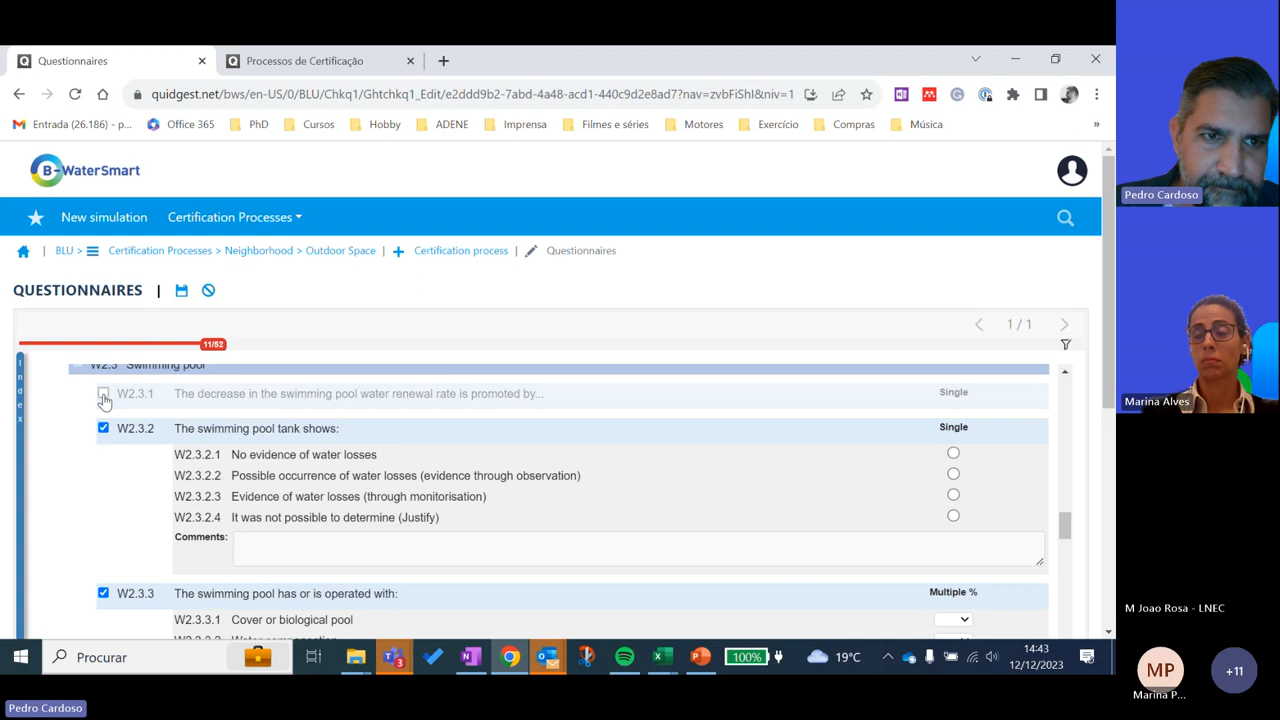 Questionnaires
Processos de Certificação
quidgest.net/bws/en-US/0/BLU/Chkq1/Ghtchkq1_Edit/e2ddd9b2-7abd-4a48-acd1-440c9d2e8ad7?nav=zvbFiShI&niv=1
Entrada (26.186) - p...
Office 365
PhD
Cursos
Hobby
ADENE
Imprensa
Filmes e séries
Motores
Exercício
Compras
Música
»
B-WaterSmart
New simulation
Certification Processes
BLU > Certification Processes > Neighborhood > Outdoor Space
Certification process
Questionnaires
QUESTIONNAIRES |
1 / 1
11/52
Index
W2.3 Swimming pool
W2.3.1 The decrease in the swimming pool water renewal rate is promoted by... Single
W2.3.2 The swimming pool tank shows: Single
W2.3.2.1 No evidence of water losses
W2.3.2.2 Possible occurrence of water losses (evidence through observation)
W2.3.2.3 Evidence of water losses (through monitorisation)
W2.3.2.4 It was not possible to determine (Justify)
Comments:
W2.3.3 The swimming pool has or is operated with: Multiple %
W2.3.3.1 Cover or biological pool
Procurar
100%
19°C
14:43
12/12/2023
Pedro Cardoso
Pedro Cardoso
Marina Alves
M Joao Rosa - LNEC
MP
Marina P...
+11